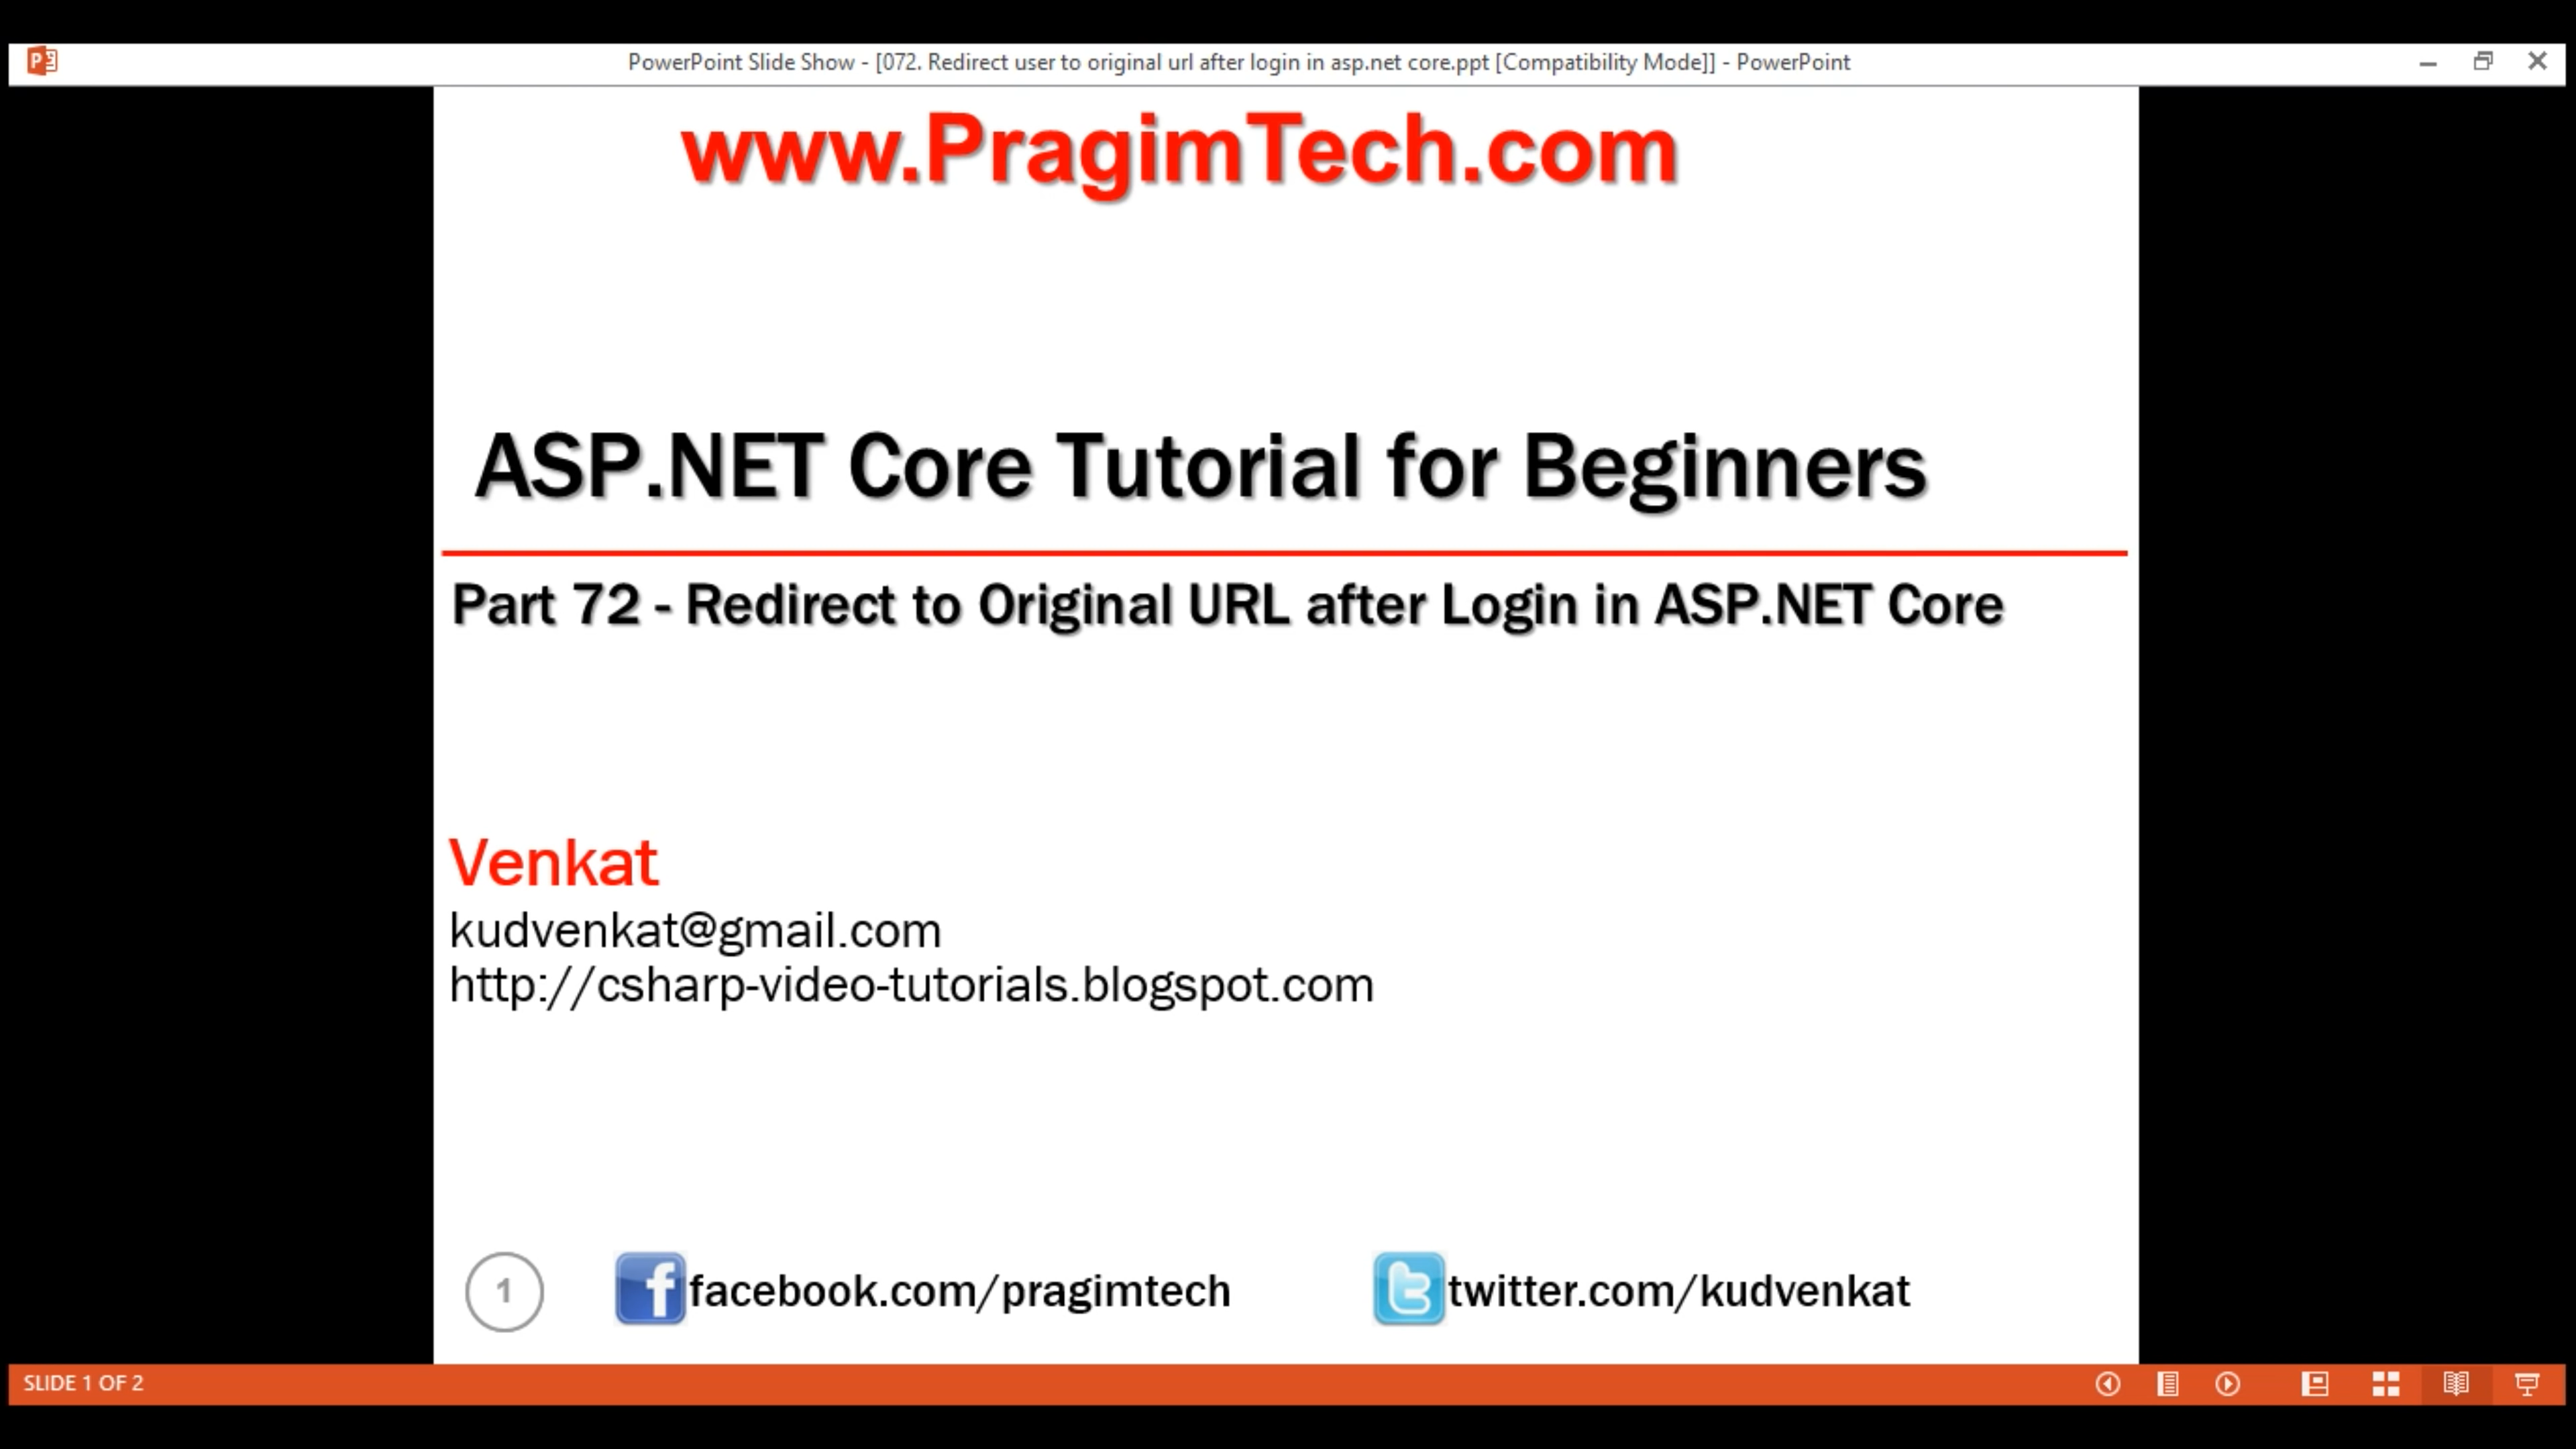 PowerPoint Slide Show - [072. Redirect user to original url after login in asp.net core.ppt [Compatibility Mode]] - PowerPoint
www.PragimTech.com
ASP.NET Core Tutorial for Beginners
Part 72 - Redirect to Original URL after Login in ASP.NET Core
Venkat
kudvenkat@gmail.com
http://csharp-video-tutorials.blogspot.com
1
facebook.com/pragimtech
twitter.com/kudvenkat
SLIDE 1 OF 2